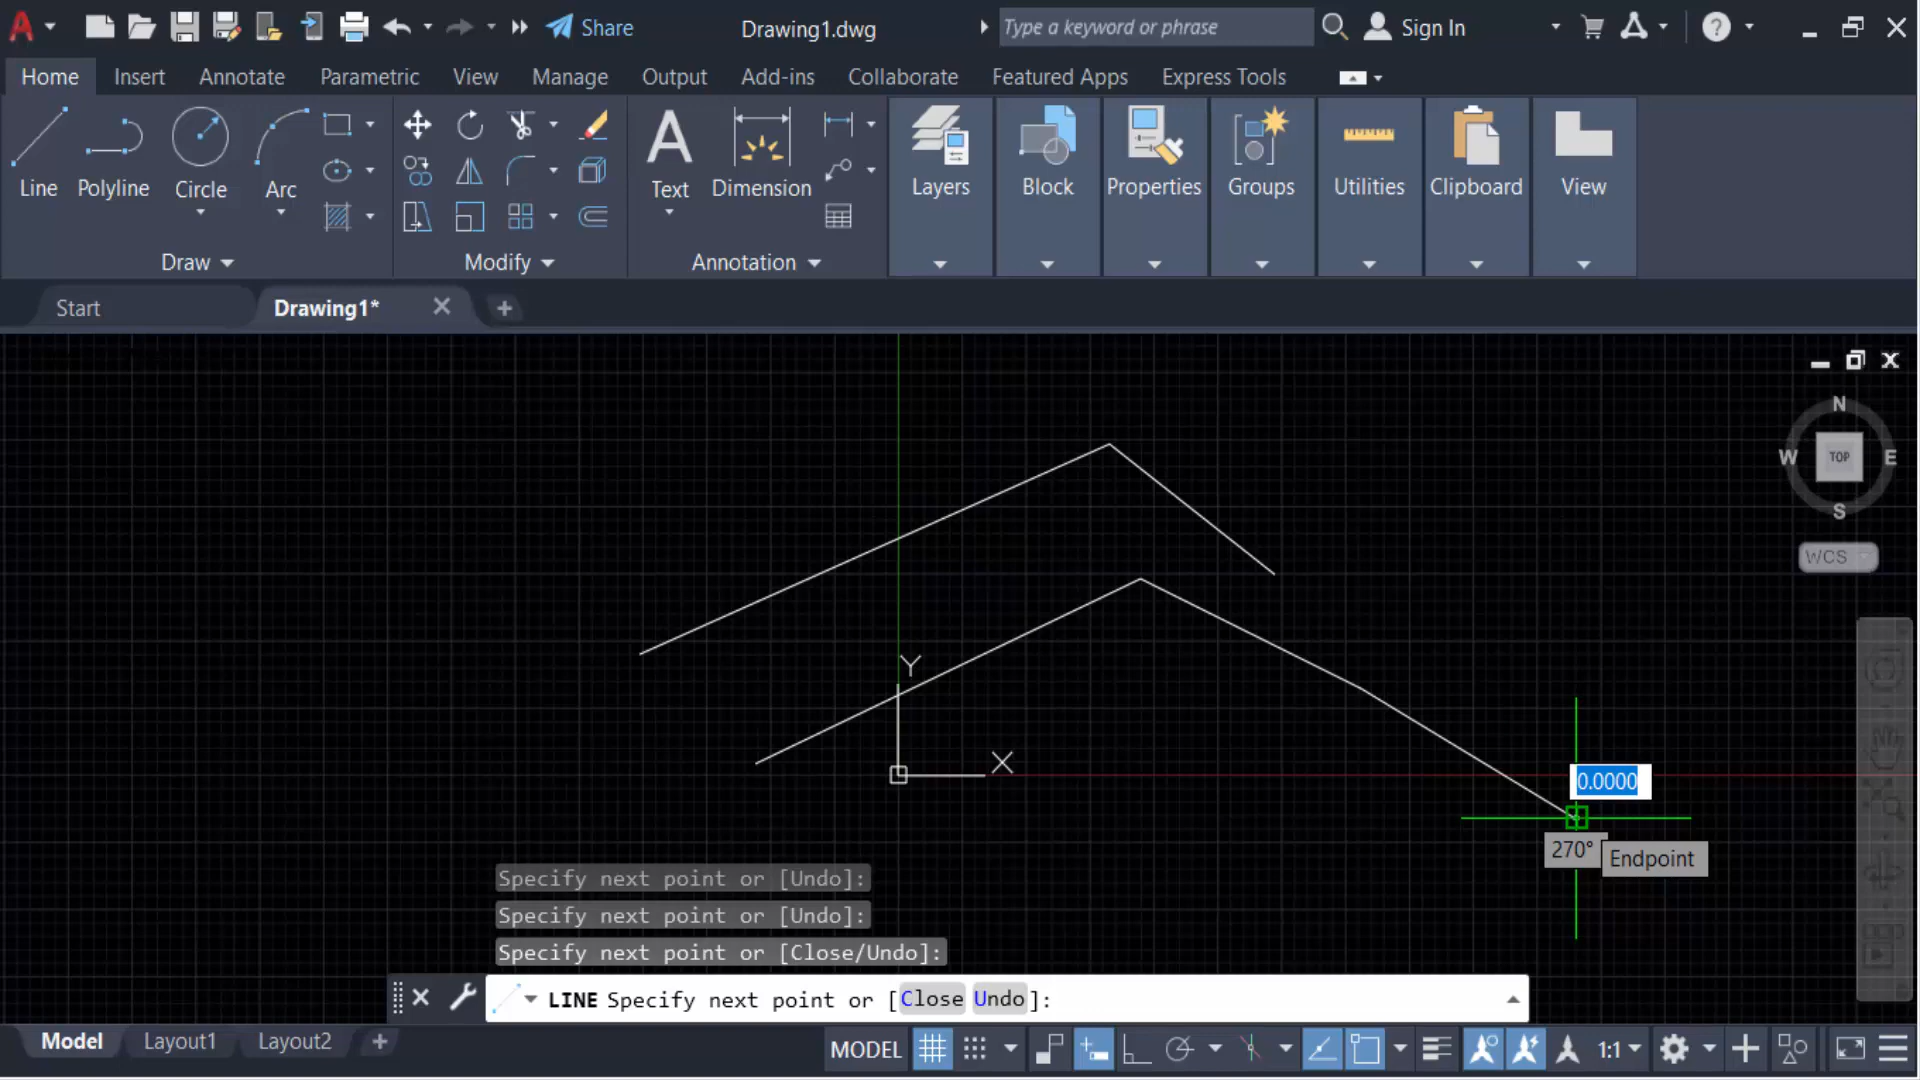 A Share Drawing1.dwg Type a keyword or phrase Sign In ?
Home Insert Annotate Parametric View Manage Output Add-ins Collaborate Featured Apps Express Tools
Line Polyline Circle Arc A Text Dimension Layers Block Properties Groups Utilities Clipboard View
Draw Modify Annotation
Start Drawing1* +
N
W TOP E
S
WCS
Y
X
0.0000
270° Endpoint
Specify next point or [Undo]:
Specify next point or [Undo]:
Specify next point or [Close/Undo]:
LINE Specify next point or [Close Undo]:
Model Layout1 Layout2 + MODEL 1:1